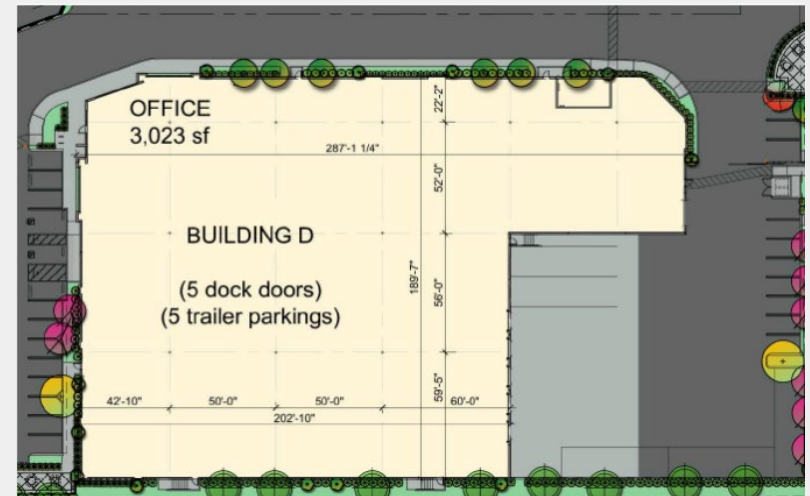 OFFICE
3,023 sf
22'-2"
287'-1 1/4"
52'-0"
BUILDING D
(5 dock doors)
(5 trailer parkings)
189'-7"
56'-0"
59'-5"
42'-10"
50'-0"
50'-0"
60'-0"
202'-10"